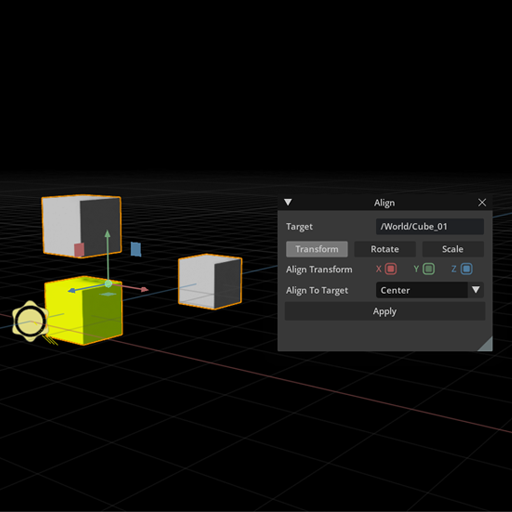 Align
Target /World/Cube_01
Transform Rotate Scale
Align Transform X Y Z
Align To Target Center
Apply